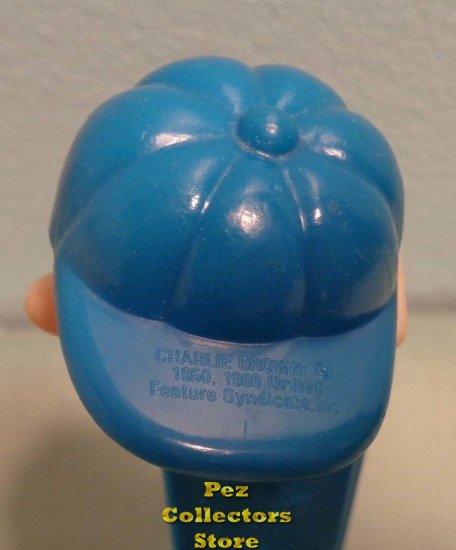 CHARLIE BROWN: ©
1950, 1966 United
Feature Syndicate, Inc.
Pez
Collectors
Store